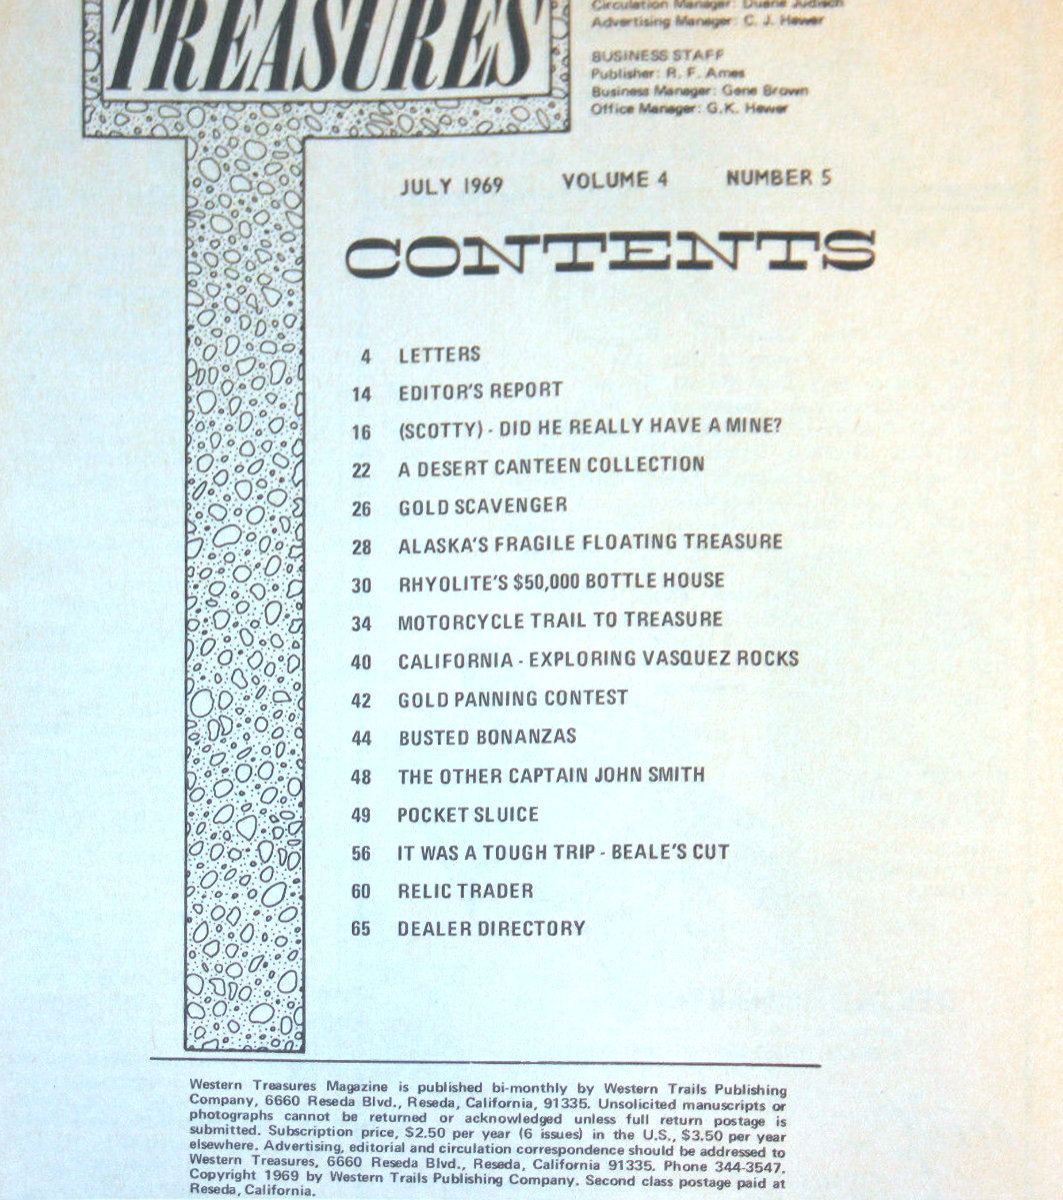 TREASURES
Circulation Manager: Duane Judisch
Advertising Manager: C. J. Hewer
BUSINESS STAFF
Publisher: R. F. Ames
Business Manager: Gene Brown
Office Manager: G.K. Hewer
JULY 1969 VOLUME 4 NUMBER 5
CONTENTS
4 LETTERS
14 EDITOR'S REPORT
16 (SCOTTY) - DID HE REALLY HAVE A MINE?
22 A DESERT CANTEEN COLLECTION
26 GOLD SCAVENGER
28 ALASKA'S FRAGILE FLOATING TREASURE
30 RHYOLITE'S $50,000 BOTTLE HOUSE
34 MOTORCYCLE TRAIL TO TREASURE
40 CALIFORNIA - EXPLORING VASQUEZ ROCKS
42 GOLD PANNING CONTEST
44 BUSTED BONANZAS
48 THE OTHER CAPTAIN JOHN SMITH
49 POCKET SLUICE
56 IT WAS A TOUGH TRIP - BEALE'S CUT
60 RELIC TRADER
65 DEALER DIRECTORY
Western Treasures Magazine is published bi-monthly by Western Trails Publishing
Company, 6660 Reseda Blvd., Reseda, California, 91335. Unsolicited manuscripts or
photographs cannot be returned or acknowledged unless full return postage is
submitted. Subscription price, $2.50 per year (6 issues) in the U.S., $3.50 per year
elsewhere. Advertising, editorial and circulation correspondence should be addressed to
Western Treasures, 6660 Reseda Blvd., Reseda, California 91335. Phone 344-3547.
Copyright 1969 by Western Trails Publishing Company. Second class postage paid at
Reseda, California.